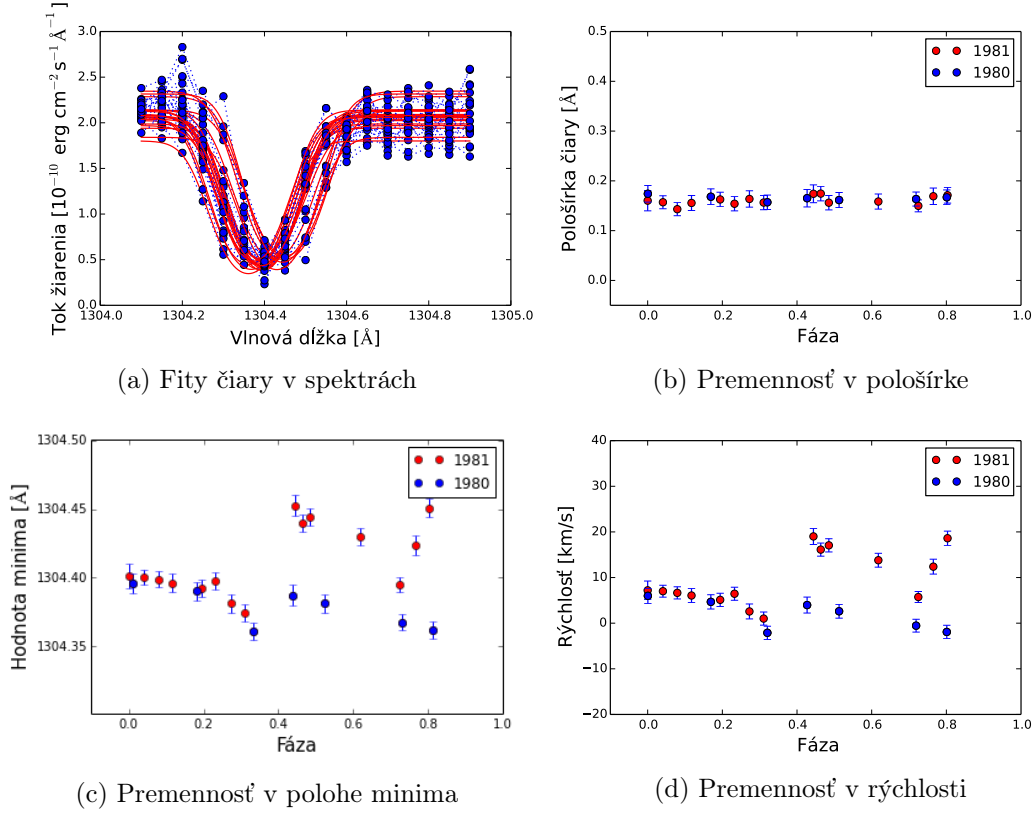 3.0
2.5
2.0
1.5
1.0
0.5
0.0
Tok žiarenia [10⁻¹⁰ erg cm⁻² s⁻¹ Å⁻¹]
1304.0 1304.2 1304.4 1304.6 1304.8 1305.0
Vlnová dĺžka [Å]
(a) Fity čiary v spektrách
0.5
0.4
0.3
0.2
0.1
0.0
Pološírka čiary [Å]
1981
1980
0.0 0.2 0.4 0.6 0.8 1.0
Fáza
(b) Premennosť v pološírke
1304.50
1304.45
1304.40
1304.35
Hodnota minima [Å]
1981
1980
0.0 0.2 0.4 0.6 0.8 1.0
Fáza
(c) Premennosť v polohe minima
40
30
20
10
0
−10
−20
Rýchlosť [km/s]
1981
1980
0.0 0.2 0.4 0.6 0.8 1.0
Fáza
(d) Premennosť v rýchlosti